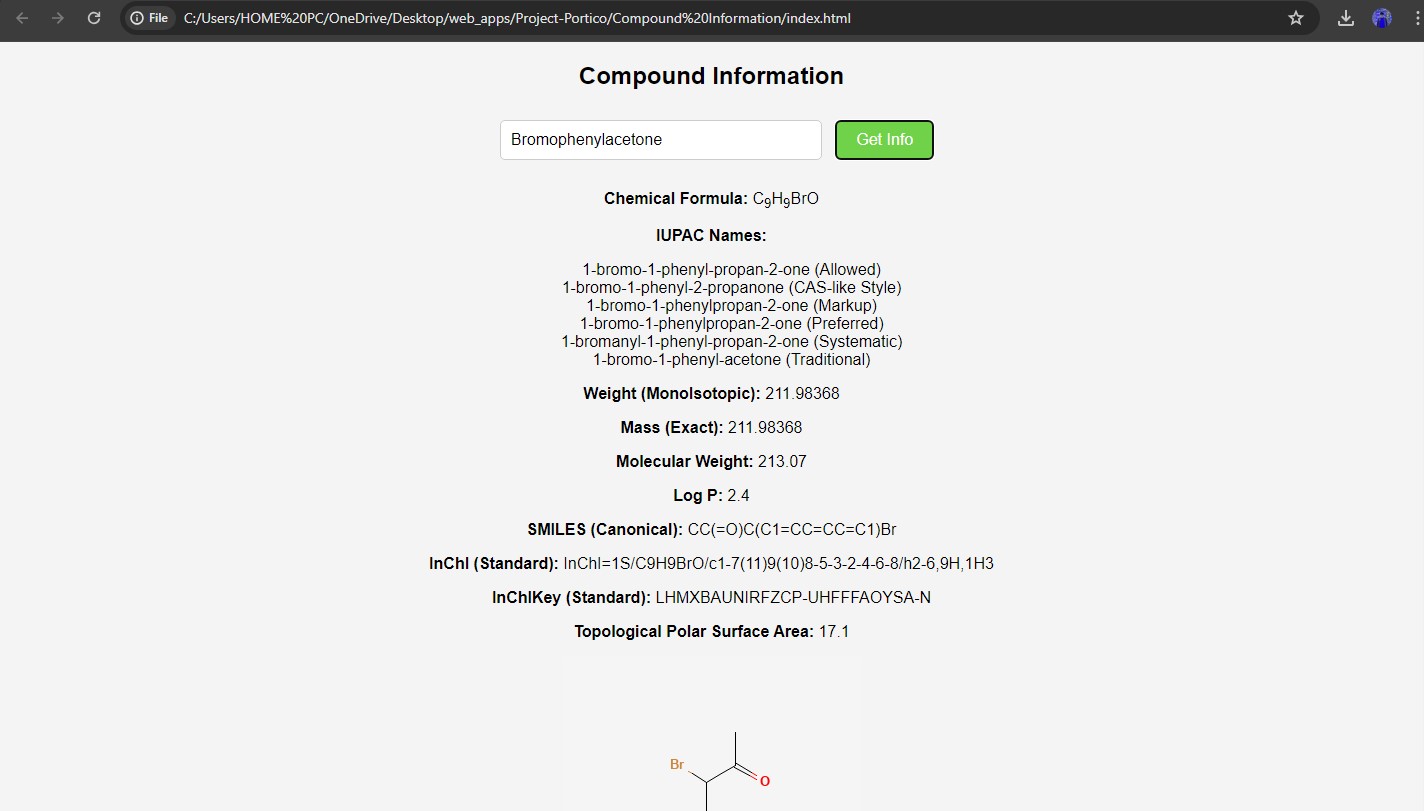 File C:/Users/HOME%20PC/OneDrive/Desktop/web_apps/Project-Portico/Compound%20Information/index.html
Compound Information
Bromophenylacetone Get Info
Chemical Formula: C₉H₉BrO
IUPAC Names:
1-bromo-1-phenyl-propan-2-one (Allowed)
1-bromo-1-phenyl-2-propanone (CAS-like Style)
1-bromo-1-phenylpropan-2-one (Markup)
1-bromo-1-phenylpropan-2-one (Preferred)
1-bromanyl-1-phenyl-propan-2-one (Systematic)
1-bromo-1-phenyl-acetone (Traditional)
Weight (MonoIsotopic): 211.98368
Mass (Exact): 211.98368
Molecular Weight: 213.07
Log P: 2.4
SMILES (Canonical): CC(=O)C(C1=CC=CC=C1)Br
InChI (Standard): InChI=1S/C9H9BrO/c1-7(11)9(10)8-5-3-2-4-6-8/h2-6,9H,1H3
InChIKey (Standard): LHMXBAUNIRFZCP-UHFFFAOYSA-N
Topological Polar Surface Area: 17.1
Br
O